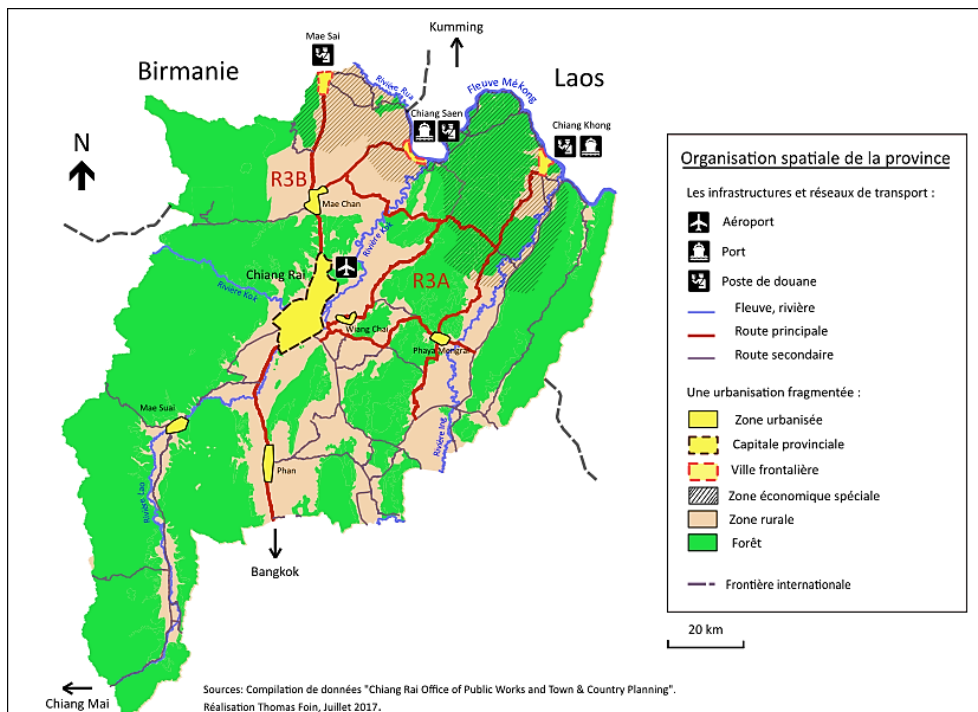 Kumming
Mae Sai
Birmanie
Laos
Rivière Rua
Fleuve Mékong
Chiang Saen
Chiang Khong
N
R3B
Mae Chan
Rivière Kok
Chiang Rai
Rivière Kok
R3A
Wiang Chai
Phaya Mengrai
Mae Suai
Rivière Ing
Phan
Rivière Lao
Bangkok
Chiang Mai
Organisation spatiale de la province
Les infrastructures et réseaux de transport :
Aéroport
Port
Poste de douane
Fleuve, rivière
Route principale
Route secondaire
Une urbanisation fragmentée :
Zone urbanisée
Capitale provinciale
Ville frontalière
Zone économique spéciale
Zone rurale
Forêt
Frontière internationale
20 km
Sources: Compilation de données "Chiang Rai Office of Public Works and Town & Country Planning".
Réalisation Thomas Foin, Juillet 2017.